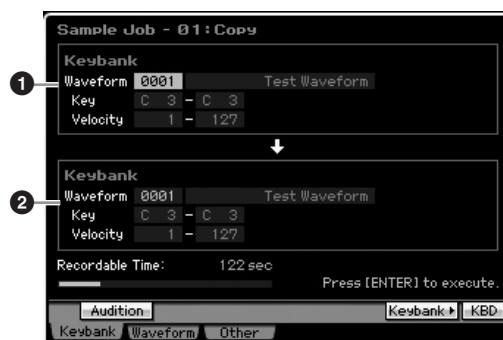 Sample Job - 01:Copy
Keybank
1 Waveform 0001 Test Waveform
Key C 3 - C 3
Velocity 1 - 127
Keybank
2 Waveform 0001 Test Waveform
Key C 3 - C 3
Velocity 1 - 127
Recordable Time: 122 sec
Press [ENTER] to execute.
Audition Keybank KBD
Keybank Waveform Other